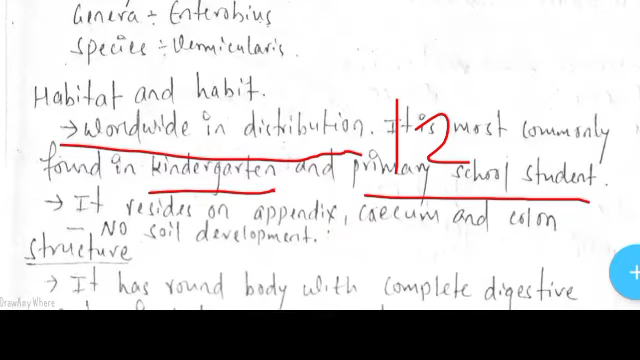 Genera ÷ Enterobius
Species ÷ Vermicularis.
Habitat and habit.
→ Worldwide in distribution. It is most commonly
12
found in kindergarten and primary school student.
→ It resides on appendix, caecum and colon
— No soil development.
structure
→ It has round body with complete digestive
DrawAnyWhere